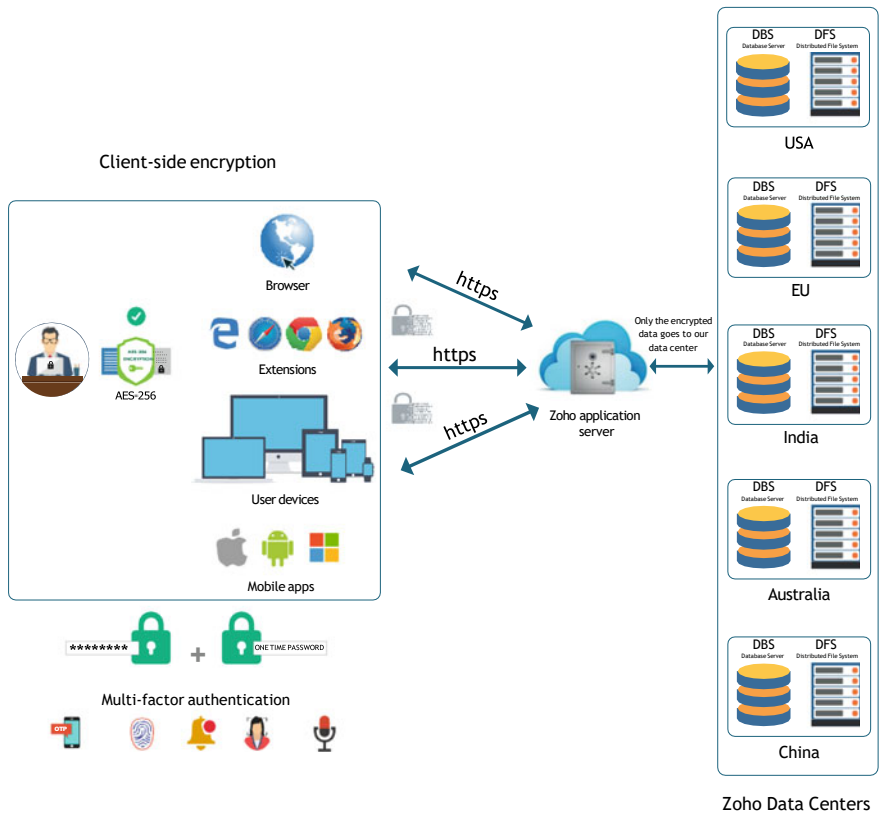 Client-side encryption
Browser
Extensions
AES-256
ENCRYPTION
AES-256
User devices
Mobile apps
********
+
ONE TIME PASSWORD
Multi-factor authentication
OTP
https
https
https
Zoho application
server
Only the encrypted
data goes to our
data center
DBS
Database Server
DFS
Distributed File System
USA
DBS
Database Server
DFS
Distributed File System
EU
DBS
Database Server
DFS
Distributed File System
India
DBS
Database Server
DFS
Distributed File System
Australia
DBS
Database Server
DFS
Distributed File System
China
Zoho Data Centers